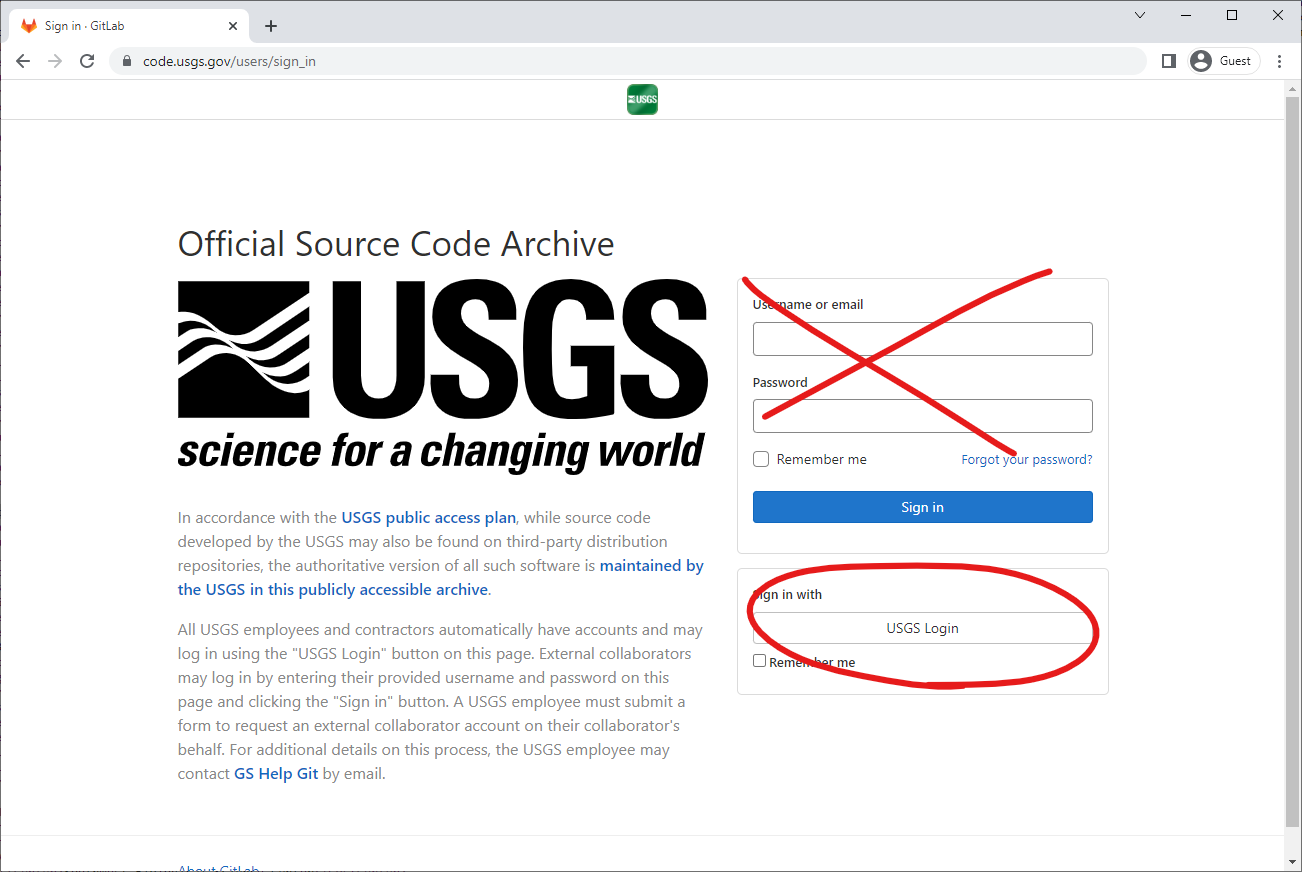 Sign in · GitLab
code.usgs.gov/users/sign_in
Guest
USGS
Official Source Code Archive
USGS
science for a changing world
In accordance with the USGS public access plan, while source code
developed by the USGS may also be found on third-party distribution
repositories, the authoritative version of all such software is maintained by
the USGS in this publicly accessible archive.
All USGS employees and contractors automatically have accounts and may
log in using the "USGS Login" button on this page. External collaborators
may log in by entering their provided username and password on this
page and clicking the "Sign in" button. A USGS employee must submit a
form to request an external collaborator account on their collaborator's
behalf. For additional details on this process, the USGS employee may
contact GS Help Git by email.
Username or email
Password
Remember me
Forgot your password?
Sign in
Sign in with
USGS Login
Remember me
About GitLab